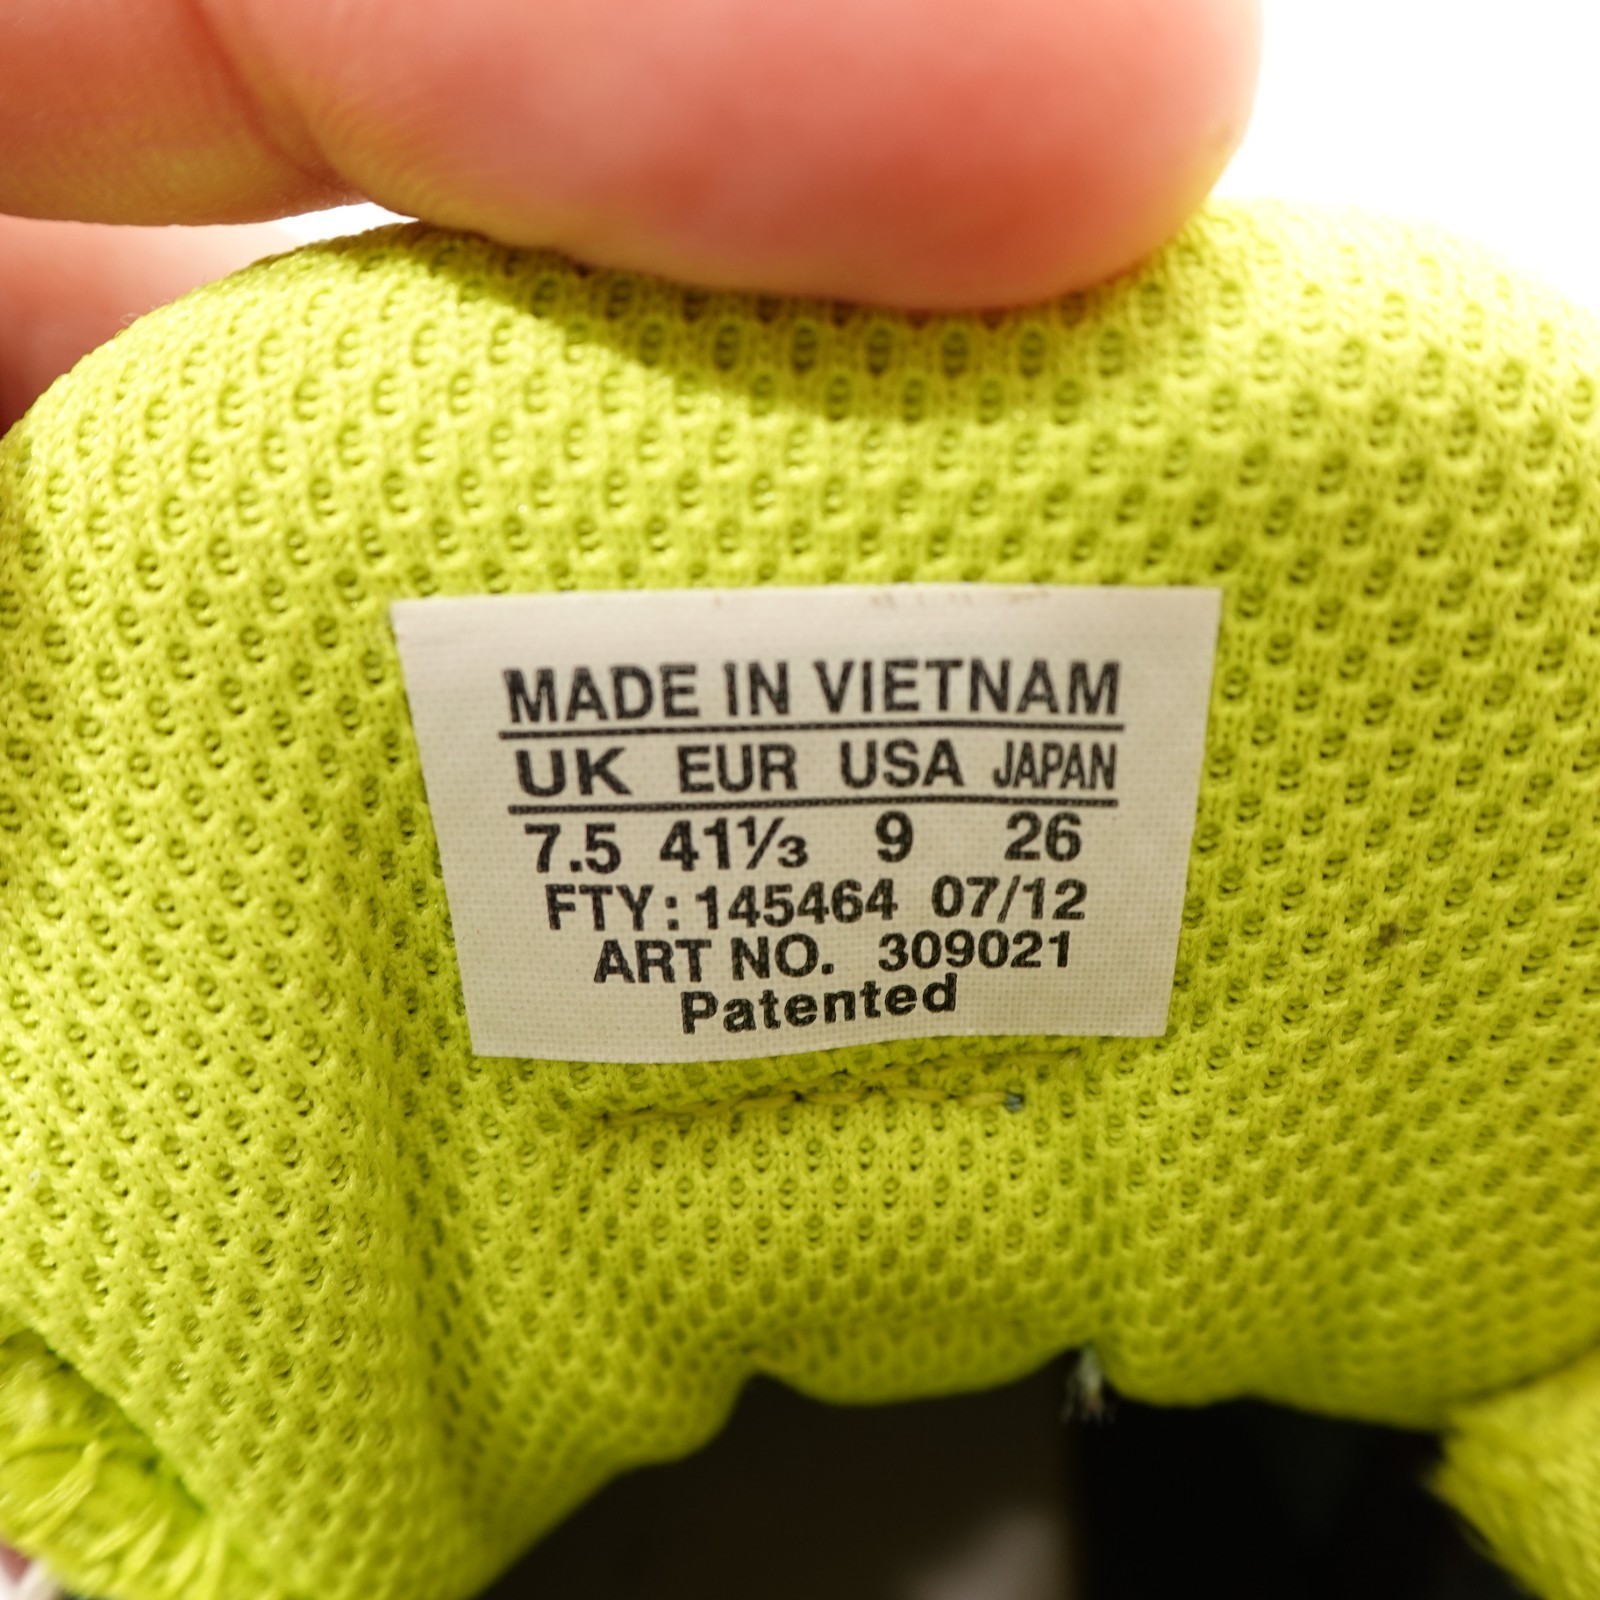 MADE IN VIETNAM
UK EUR USA JAPAN
7.5 41⅓ 9 26
FTY: 145464 07/12
ART NO. 309021
Patented